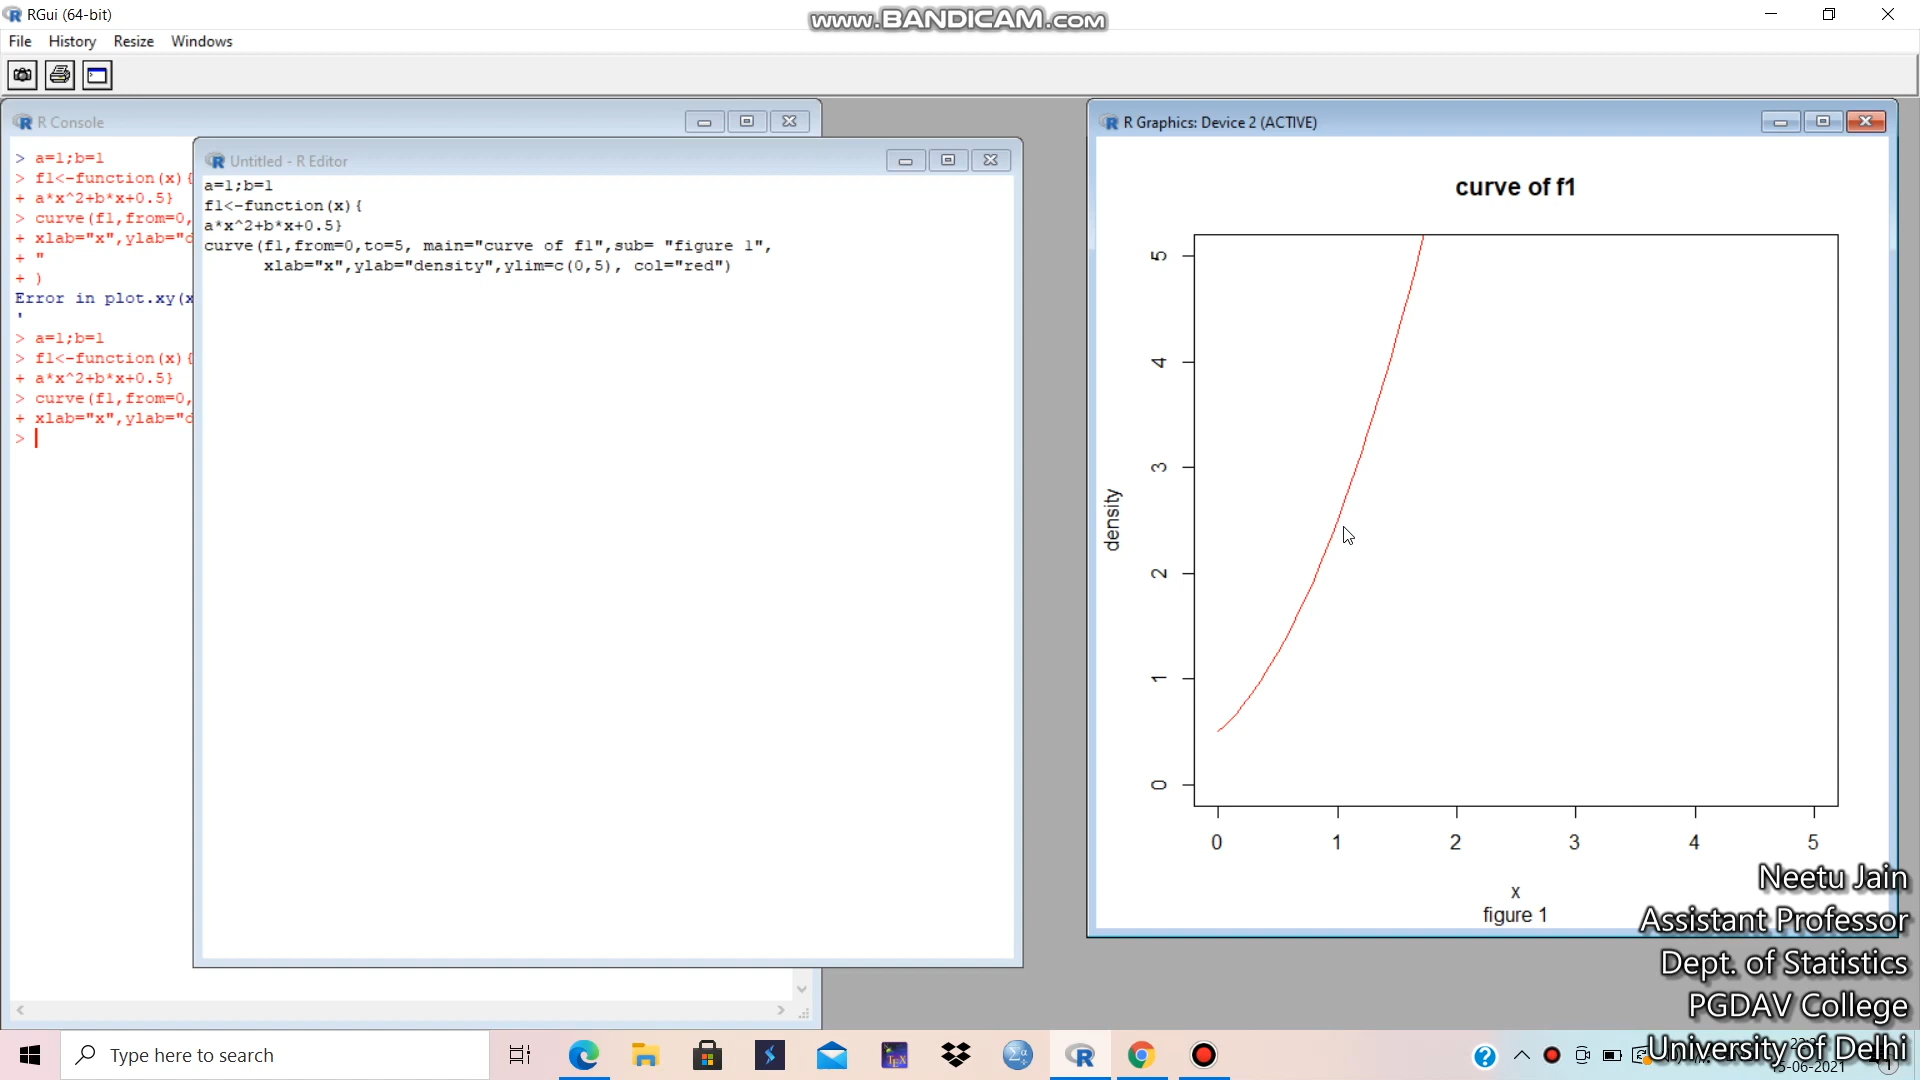 RGui (64-bit)
www.BANDICAM.com
File History Resize Windows
R Console
> a=1;b=1
> f1<-function(x){
+ a*x^2+b*x+0.5}
> curve(f1,from=0,
+ xlab="x",ylab="d
+ "
+ )
Error in plot.xy(x
'
> a=1;b=1
> f1<-function(x){
+ a*x^2+b*x+0.5}
> curve(f1,from=0,
+ xlab="x",ylab="d
>
Untitled - R Editor
a=1;b=1
f1<-function(x){
a*x^2+b*x+0.5}
curve(f1,from=0,to=5, main="curve of f1",sub= "figure 1",
xlab="x",ylab="density",ylim=c(0,5), col="red")
R Graphics: Device 2 (ACTIVE)
curve of f1
density
5
4
3
2
1
0
0 1 2 3 4 5
x
figure 1
Neetu Jain
Assistant Professor
Dept. of Statistics
PGDAV College
University of Delhi
Type here to search
15-06-2021